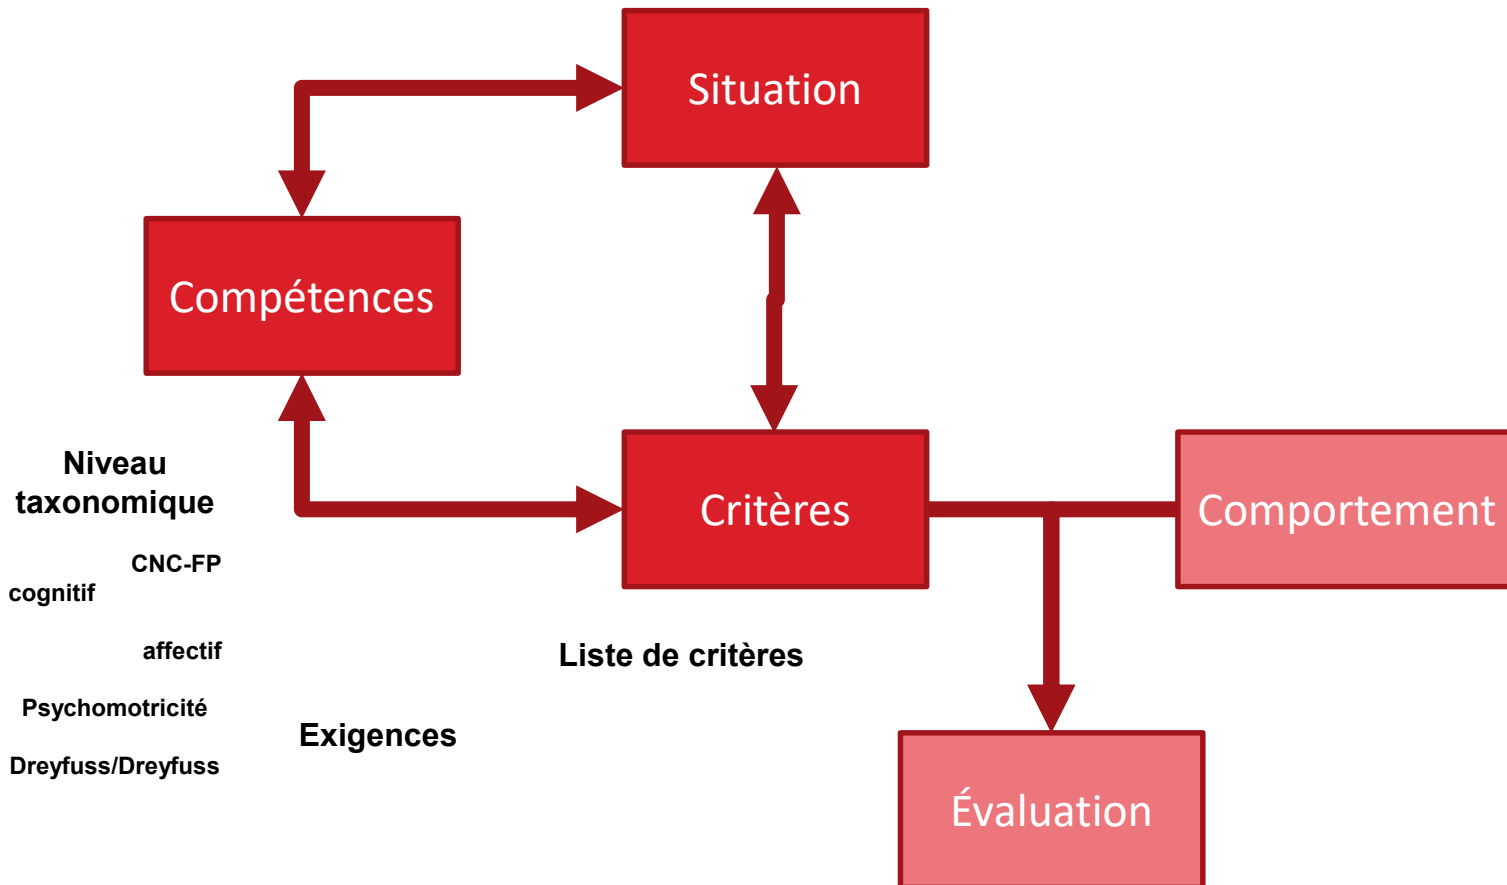 Situation
Compétences
Niveau
taxonomique
Critères
Comportement
CNC-FP
cognitif
affectif
Liste de critères
Psychomotricité
Exigences
Dreyfuss/Dreyfuss
Évaluation